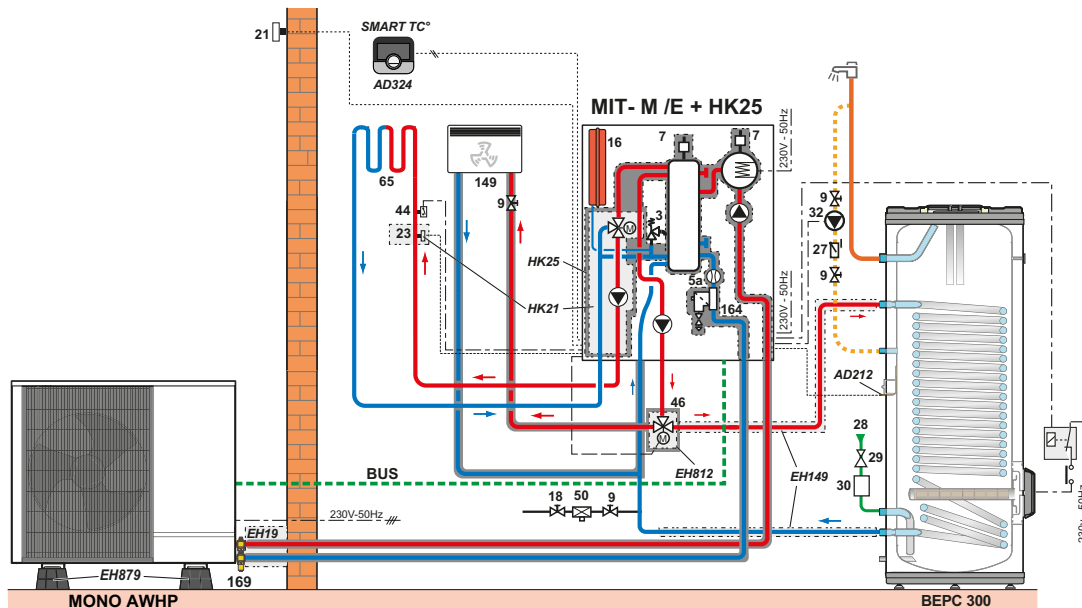 SMART TC°
21
AD324
MIT- M /E + HK25
16
7
7
230V - 50Hz
65
149
9
9
44
3
32
23
27
HK25
5a
9
HK21
164
230V - 50Hz
46
AD212
28
29
EH812
EH149
30
BUS
18
50
9
230V-50Hz
230V - 50Hz
EH19
EH879
169
MONO AWHP
BEPC 300